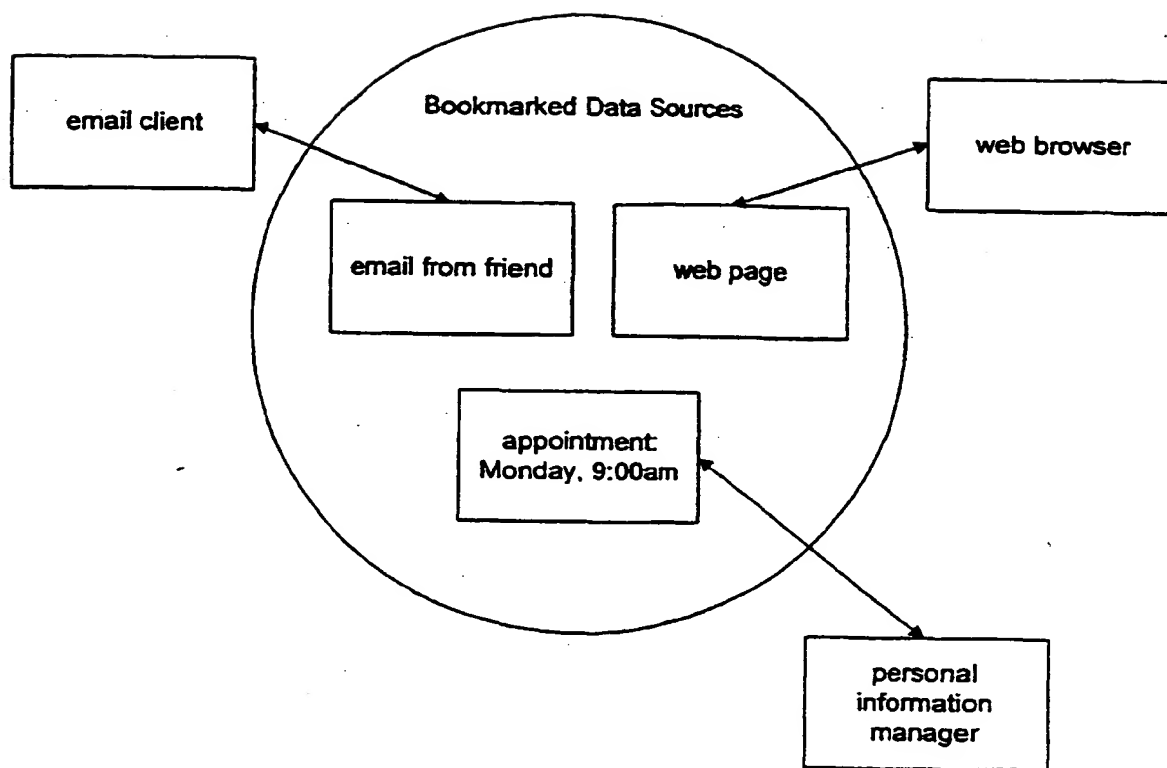 email client
Bookmarked Data Sources
web browser
email from friend
web page
appointment:
Monday, 9:00am
personal
information
manager